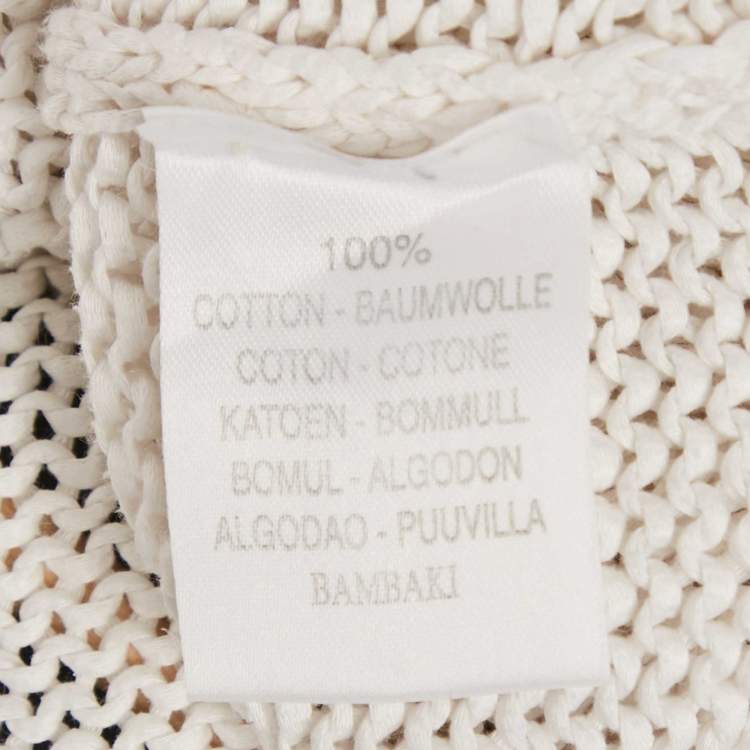 100%
COTTON - BAUMWOLLE
COTON - COTONE
KATOEN - BOMMULL
BOMUL - ALGODON
ALGODAO - PUUVILLA
BAMBAKI